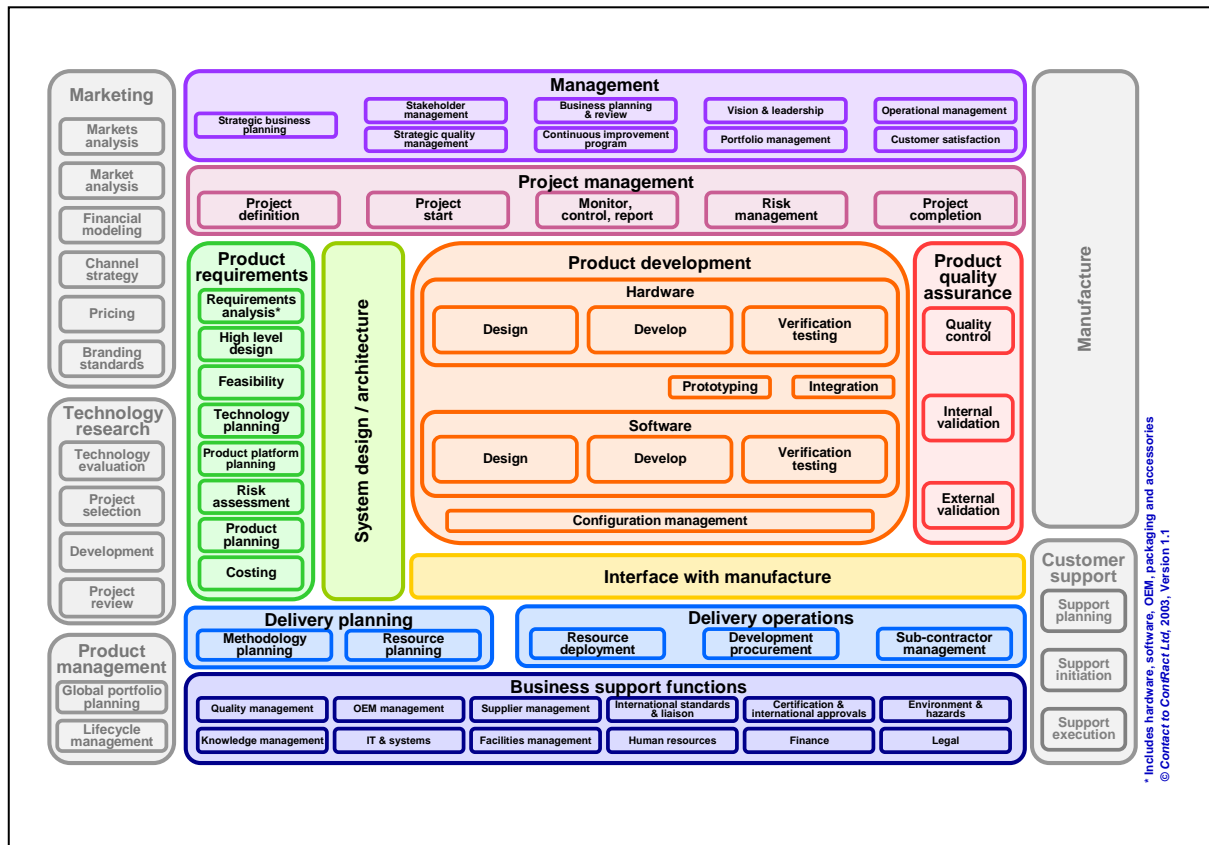 Marketing
Markets
analysis
Market
analysis
Financial
modeling
Channel
strategy
Pricing
Branding
standards
Technology
research
Technology
evaluation
Project
selection
Development
Project
review
Product
management
Global portfolio
planning
Lifecycle
management
Management
Strategic business
planning
Stakeholder
management
Business planning
& review
Vision & leadership
Operational management
Strategic quality
management
Continuous improvement
program
Portfolio management
Customer satisfaction
Project management
Project
definition
Project
start
Monitor,
control, report
Risk
management
Project
completion
Product
requirements
Requirements
analysis*
High level
design
Feasibility
Technology
planning
Product platform
planning
Risk
assessment
Product
planning
Costing
System design / architecture
Product development
Hardware
Design
Develop
Verification
testing
Prototyping
Integration
Software
Design
Develop
Verification
testing
Configuration management
Product
quality
assurance
Quality
control
Internal
validation
External
validation
Interface with manufacture
Delivery planning
Methodology
planning
Resource
planning
Delivery operations
Resource
deployment
Development
procurement
Sub-contractor
management
Business support functions
Quality management
OEM management
Supplier management
International standards
& liaison
Certification &
international approvals
Environment &
hazards
Knowledge management
IT & systems
Facilities management
Human resources
Finance
Legal
Manufacture
Customer
support
Support
planning
Support
initiation
Support
execution
* Includes hardware, software, OEM, packaging and accessories
© Contact to ConRact Ltd, 2003, Version 1.1